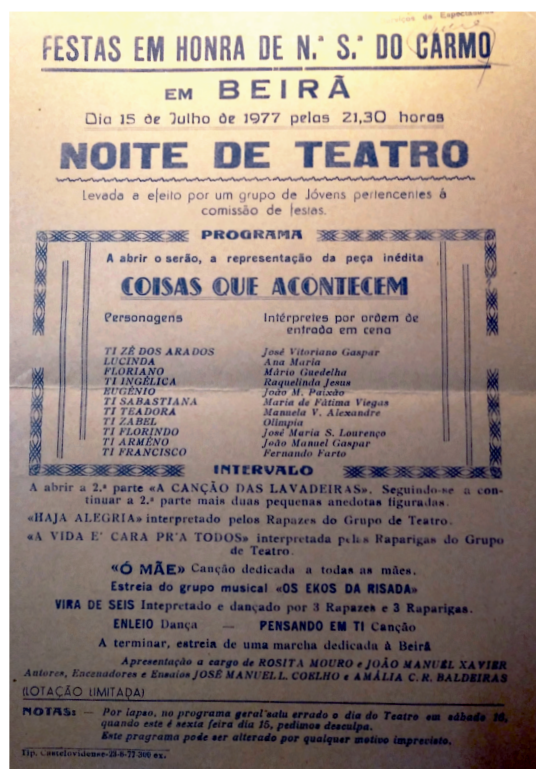 de Espectáculos
FESTAS EM HONRA DE N.ª S.ª DO CARMO
EM BEIRÃ
Dia 15 de Julho de 1977 pelas 21,30 horas
NOITE DE TEATRO
Levada a efeito por um grupo de Jóvens pertencentes á
comissão de festas.
PROGRAMA
A abrir o serão, a representação da peça inédita
COISAS QUE ACONTECEM
Personagens Intérpretes por ordem de
entrada em cena
TI ZÉ DOS ARADOS José Vitoriano Gaspar
LUCINDA Ana Maria
FLORIANO Mário Guedelha
TI INGÉLICA Raquelinda Jesus
EUGÉNIO João M. Paixão
TI SABASTIANA Maria de Fátima Viegas
TI TEADORA Manuela V. Alexandre
TI ZABEL Olimpia
TI FLORINDO José Maria S. Lourenço
TI ARMÉNO João Manuel Gaspar
TI FRANCISCO Fernando Farto
INTERVALO
A abrir a 2.ª parte «A CANÇÃO DAS LAVADEIRAS». Seguindo-se a con-
tinuar a 2.ª parte mais duas pequenas anedotas figuradas.
«HAJA ALEGRIA» interpretado pelos Rapazes do Grupo de Teatro.
«A VIDA E' CARA PR'A TODOS» interpretada pelas Raparigas do Grupo
de Teatro.
«Ó MÃE» Canção dedicada a todas as mães.
Estreia do grupo musical «OS EKOS DA RISADA»
VIRA DE SEIS Intepretado e dançado por 3 Rapazes e 3 Raparigas.
ENLEIO Dança — PENSANDO EM TI Canção
A terminar, estreia de uma marcha dedicada à Beirã
Apresentação a cargo de ROSITA MOURO e JOÃO MANUEL XAVIER
Autores, Encenadores e Ensaios JOSÉ MANUEL L. COELHO e AMÁLIA C. R. BALDEIRAS
(LOTAÇÃO LIMITADA)
NOTAS: — Por lapso, no programa geral saiu errado o dia do Teatro em sábado 16,
quando este é sexta feira dia 15, pedimos desculpa.
Este programa pode ser alterado por qualquer motivo imprevisto.
Tip. Castelovidense-23-6-77-300 ex.